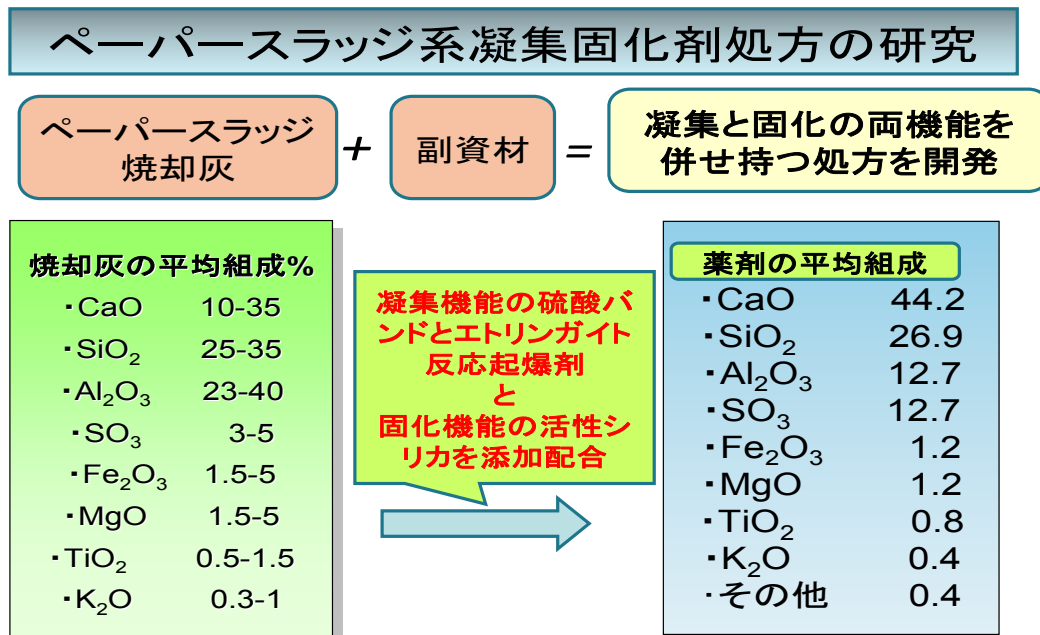 ペーパースラッジ系凝集固化剤処方の研究
ペーパースラッジ
焼却灰
+
副資材
=
凝集と固化の両機能を
併せ持つ処方を開発
焼却灰の平均組成%
・CaO 10-35
・SiO₂ 25-35
・Al₂O₃ 23-40
・SO₃ 3-5
・Fe₂O₃ 1.5-5
・MgO 1.5-5
・TiO₂ 0.5-1.5
・K₂O 0.3-1
凝集機能の硫酸バ
ンドとエトリンガイト
反応起爆剤
と
固化機能の活性シ
リカを添加配合
薬剤の平均組成
・CaO 44.2
・SiO₂ 26.9
・Al₂O₃ 12.7
・SO₃ 12.7
・Fe₂O₃ 1.2
・MgO 1.2
・TiO₂ 0.8
・K₂O 0.4
・その他 0.4